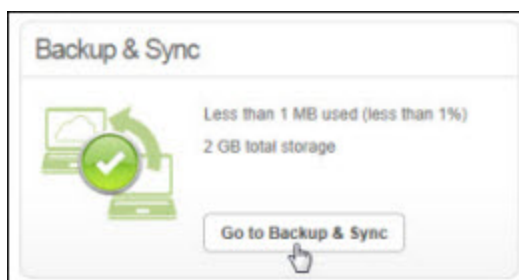 Backup & Sync
Less than 1 MB used (less than 1%)
2 GB total storage
Go to Backup & Sync